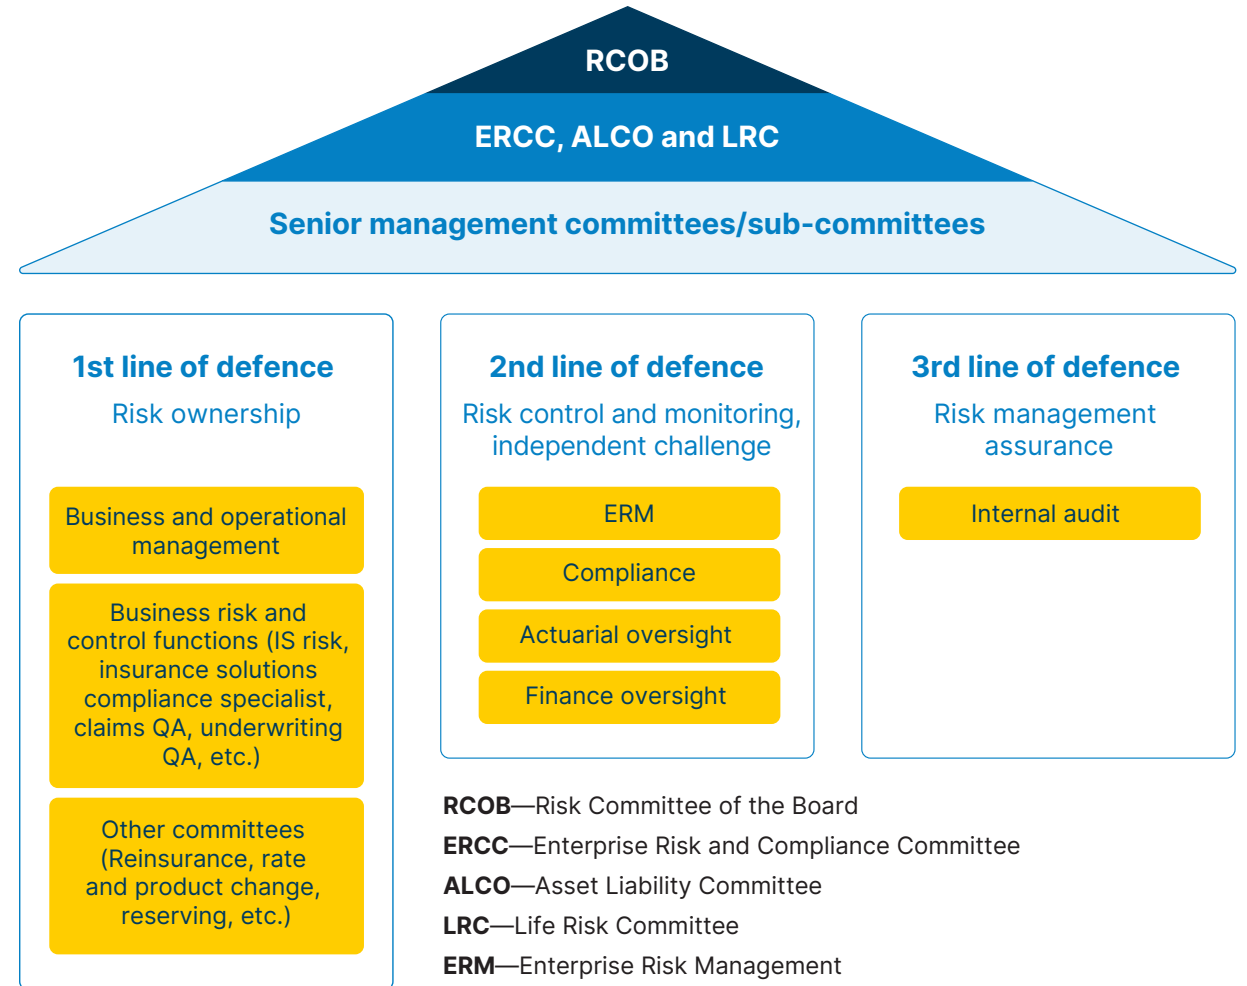 RCOB
ERCC, ALCO and LRC
Senior management committees/sub-committees
1st line of defence
Risk ownership
Business and operational
management
Business risk and
control functions (IS risk,
insurance solutions
compliance specialist,
claims QA, underwriting
QA, etc.)
Other committees
(Reinsurance, rate
and product change,
reserving, etc.)
2nd line of defence
Risk control and monitoring,
independent challenge
ERM
Compliance
Actuarial oversight
Finance oversight
3rd line of defence
Risk management
assurance
Internal audit
RCOB—Risk Committee of the Board
ERCC—Enterprise Risk and Compliance Committee
ALCO—Asset Liability Committee
LRC—Life Risk Committee
ERM—Enterprise Risk Management